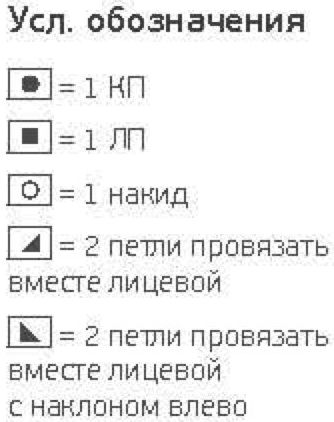 Усл. обозначения
= 1 КП
= 1 ЛП
= 1 накид
= 2 петли провязать
вместе лицевой
= 2 петли провязать
вместе лицевой
с наклоном влево